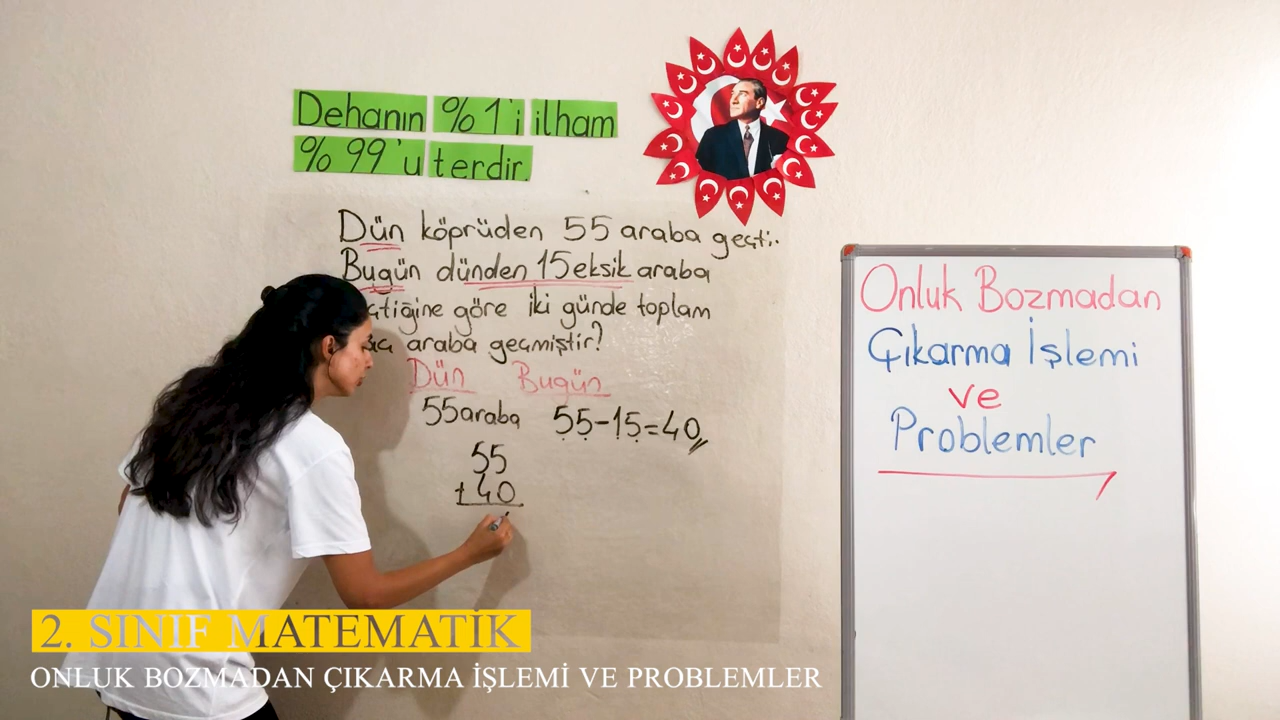 Dehanın %1'i ilham
%99'u terdir.
Dün köprüden 55 araba geçti.
Bugün dünden 15 eksik araba
göre iki günde toplam
araba geçmiştir?
Dün Bugün
55 araba 55-15=40
55
+ 40
Onluk Bozmadan
Çıkarma İşlemi
ve
Problemler
2. SINIF MATEMATİK
ONLUK BOZMADAN ÇIKARMA İŞLEMİ VE PROBLEMLER